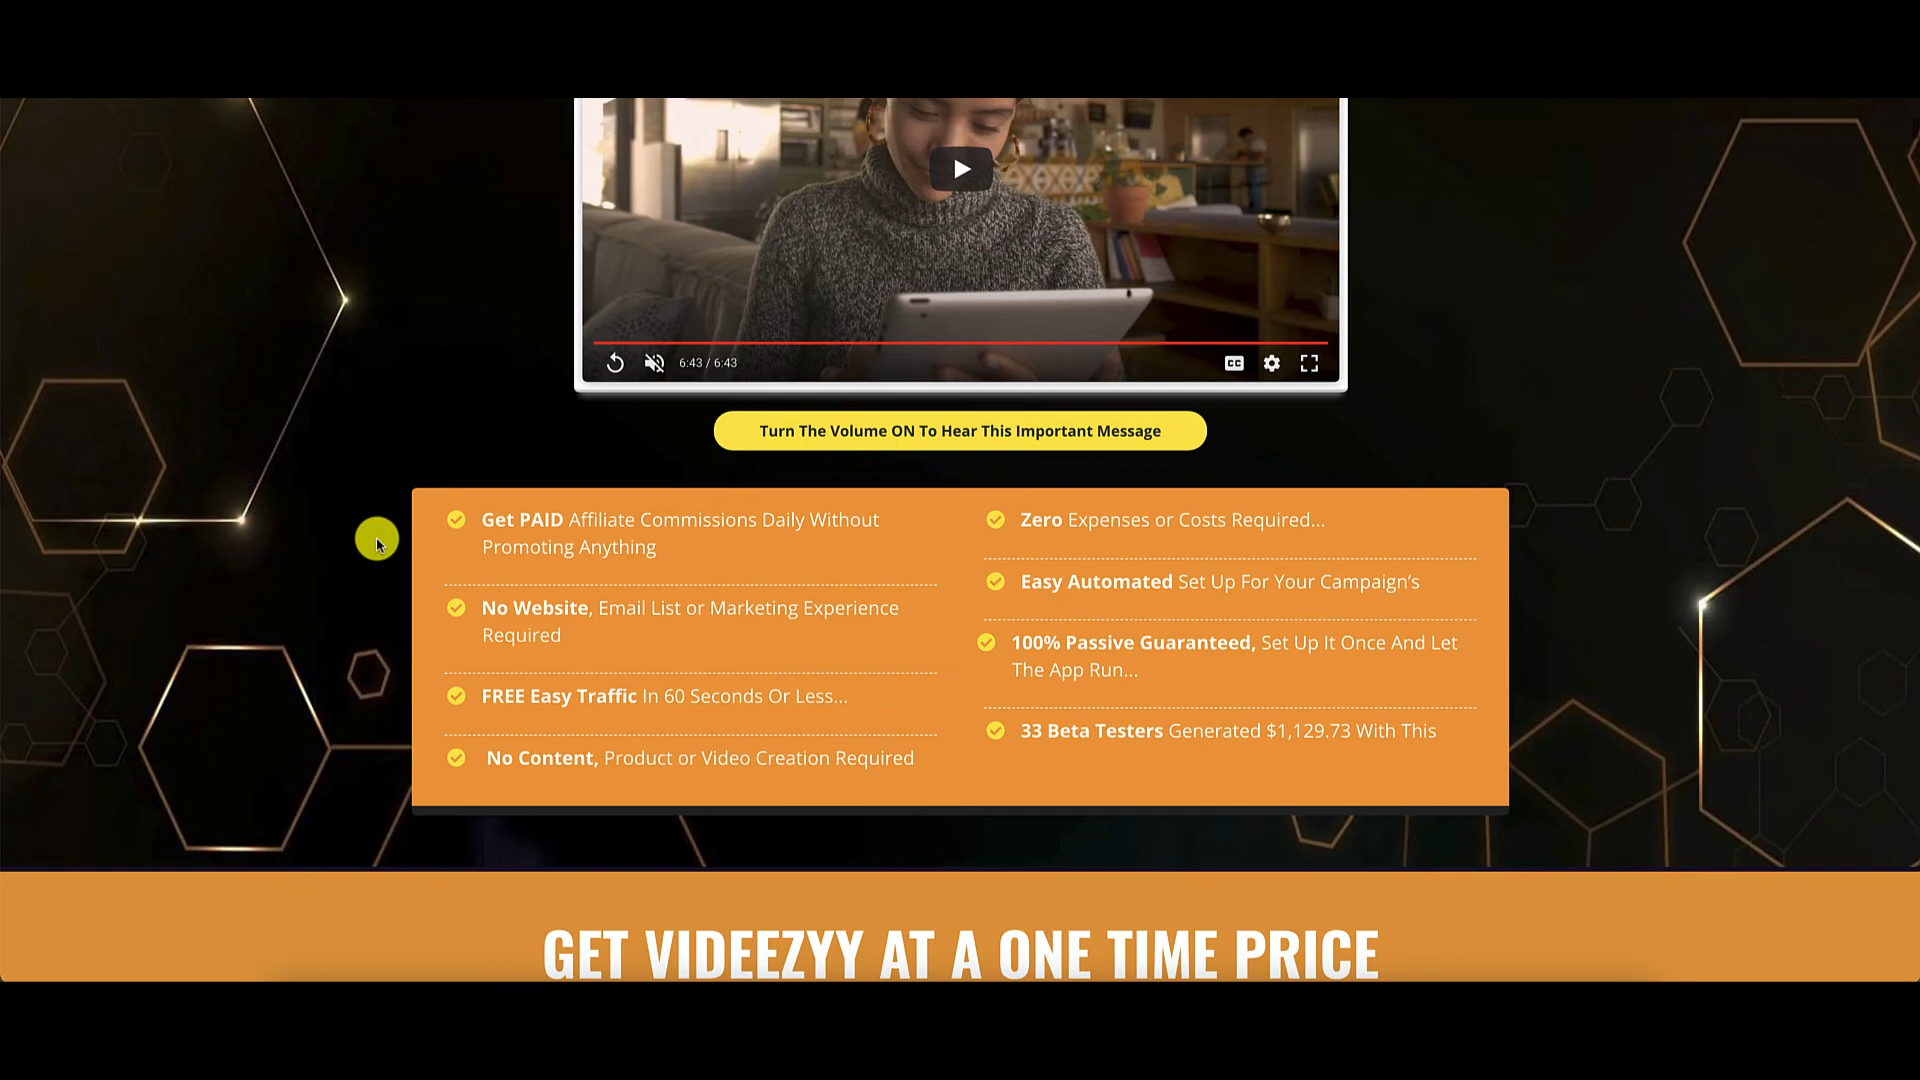 6:43 / 6:43
CC
Turn The Volume ON To Hear This Important Message
Get PAID Affiliate Commissions Daily Without
Promoting Anything
No Website, Email List or Marketing Experience
Required
FREE Easy Traffic In 60 Seconds Or Less...
No Content, Product or Video Creation Required
Zero Expenses or Costs Required...
Easy Automated Set Up For Your Campaign's
100% Passive Guaranteed, Set Up It Once And Let
The App Run...
33 Beta Testers Generated $1,129.73 With This
GET VIDEEZYY AT A ONE TIME PRICE